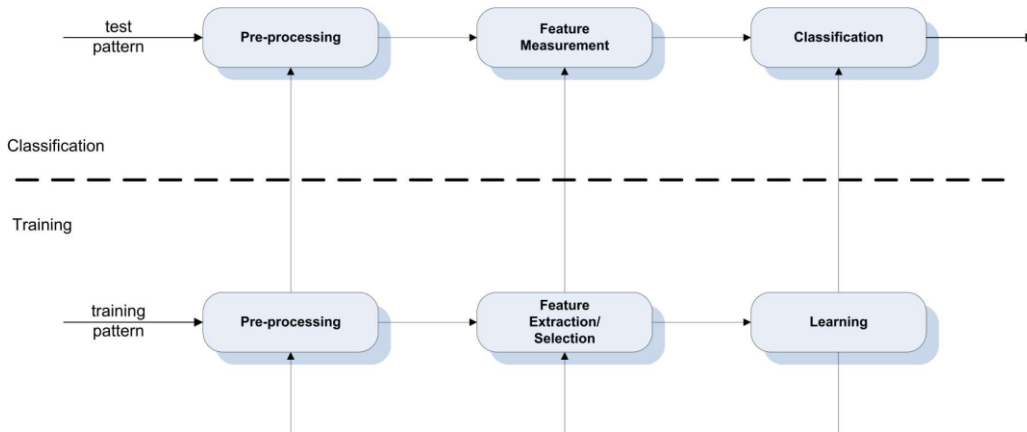 test
pattern
Pre-processing
Feature
Measurement
Classification
Classification
Training
training
pattern
Pre-processing
Feature
Extraction/
Selection
Learning